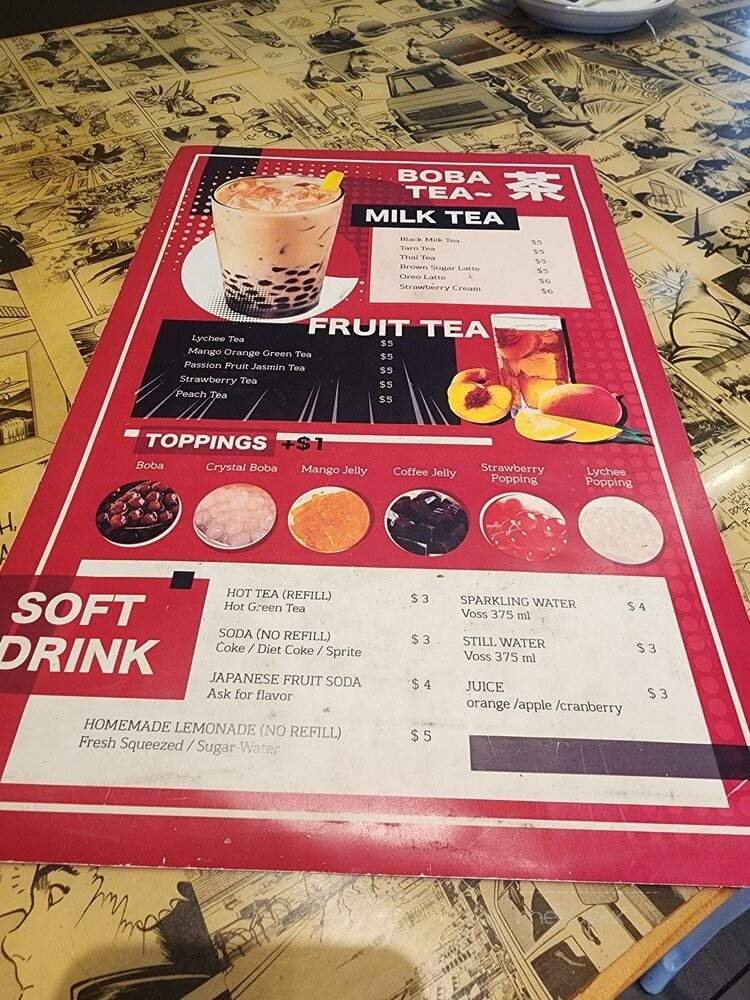 BOBA
TEA~ 茶
MILK TEA
Black Milk Tea $5
Taro Tea $5
Thai Tea $5
Brown Sugar Latte $5
Oreo Latte $6
Strawberry Cream $6
FRUIT TEA
Lychee Tea $5
Mango Orange Green Tea $5
Passion Fruit Jasmin Tea $5
Strawberry Tea $5
Peach Tea $5
TOPPINGS +$1
Boba
Crystal Boba
Mango Jelly
Coffee Jelly
Strawberry
Popping
Lychee
Popping
SOFT
DRINK
HOT TEA (REFILL) $ 3
Hot Green Tea
SODA (NO REFILL) $ 3
Coke / Diet Coke / Sprite
JAPANESE FRUIT SODA $ 4
Ask for flavor
HOMEMADE LEMONADE (NO REFILL) $ 5
Fresh Squeezed / Sugar-Water
SPARKLING WATER $ 4
Voss 375 ml
STILL WATER $ 3
Voss 375 ml
JUICE $ 3
orange /apple /cranberry